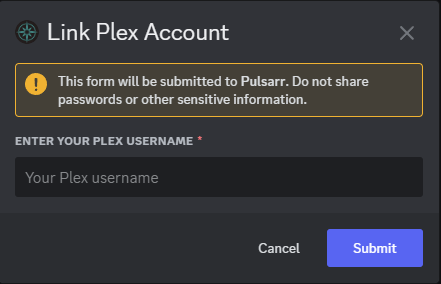 Link Plex Account
This form will be submitted to Pulsarr. Do not share
passwords or other sensitive information.
ENTER YOUR PLEX USERNAME *
Your Plex username
Cancel
Submit